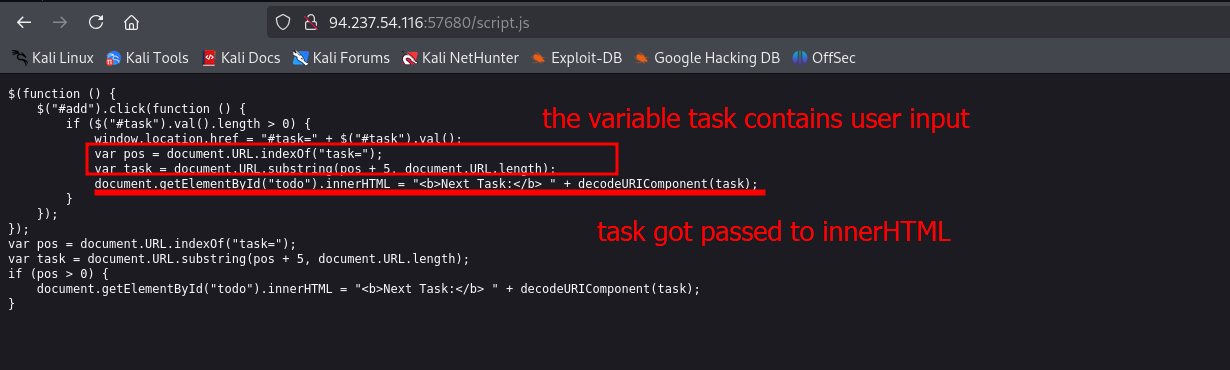 94.237.54.116:57680/script.js
Kali Linux Kali Tools Kali Docs Kali Forums Kali NetHunter Exploit-DB Google Hacking DB OffSec
$(function () {
    $("#add").click(function () {
        if ($("#task").val().length > 0) {
            window.location.href = "#task=" + $("#task").val();
            var pos = document.URL.indexOf("task=");
            var task = document.URL.substring(pos + 5, document.URL.length);
            document.getElementById("todo").innerHTML = "<b>Next Task:</b> " + decodeURIComponent(task);
        }
    });
});
var pos = document.URL.indexOf("task=");
var task = document.URL.substring(pos + 5, document.URL.length);
if (pos > 0) {
    document.getElementById("todo").innerHTML = "<b>Next Task:</b> " + decodeURIComponent(task);
}
the variable task contains user input
task got passed to innerHTML